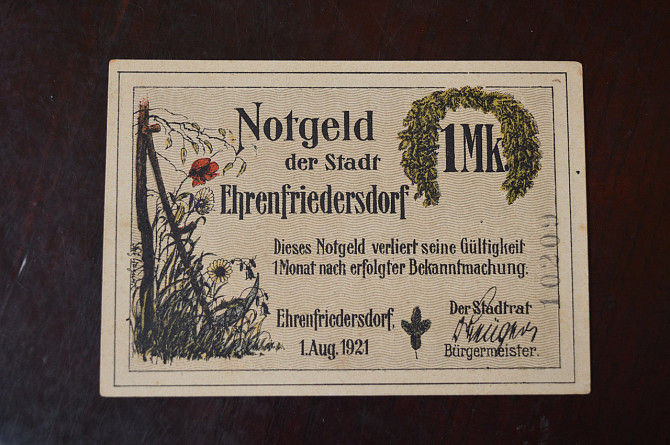 Notgeld
der Stadt
Ehrenfriedersdorf
1 Mk.
Dieses Notgeld verliert seine Gültigkeit
1 Monat nach erfolgter Bekanntmachung.
10209
Ehrenfriedersdorf,
1. Aug. 1921
Der Stadtrat
Bürgermeister.